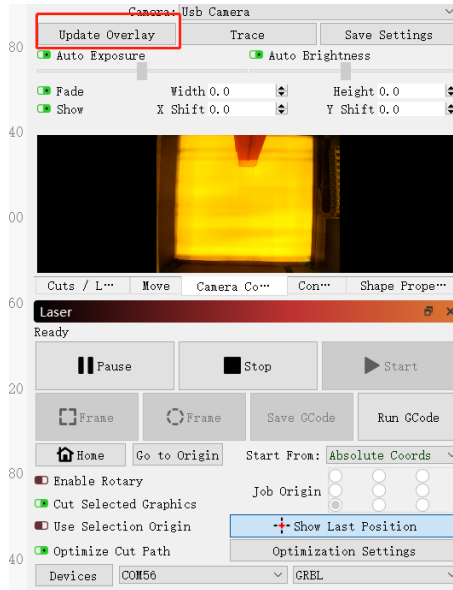 Camera: Usb Camera
80
Update Overlay Trace Save Settings
Auto Exposure Auto Brightness
Fade Width 0.0 Height 0.0
Show X Shift 0.0 Y Shift 0.0
40
00
Cuts / L… Move Camera Co… Con… Shape Prope…
60
Laser
Ready
Pause Stop Start
20
Frame Frame Save GCode Run GCode
Home Go to Origin Start From: Absolute Coords
80
Enable Rotary
Job Origin
Cut Selected Graphics
Use Selection Origin Show Last Position
Optimize Cut Path Optimization Settings
40
Devices COM56 GRBL